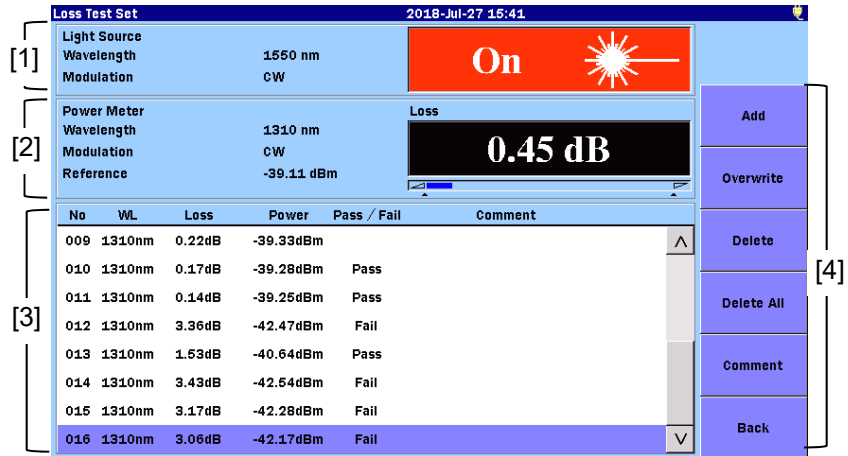 Loss Test Set 2018-Jul-27 15:41
[1]
Light Source
Wavelength 1550 nm
Modulation CW
On
[2]
Power Meter
Wavelength 1310 nm
Modulation CW
Reference -39.11 dBm
Loss
0.45 dB
[3]
No WL Loss Power Pass / Fail Comment
009 1310nm 0.22dB -39.33dBm
010 1310nm 0.17dB -39.28dBm Pass
011 1310nm 0.14dB -39.25dBm Pass
012 1310nm 3.36dB -42.47dBm Fail
013 1310nm 1.53dB -40.64dBm Pass
014 1310nm 3.43dB -42.54dBm Fail
015 1310nm 3.17dB -42.28dBm Fail
016 1310nm 3.06dB -42.17dBm Fail
[4]
Add
Overwrite
Delete
Delete All
Comment
Back